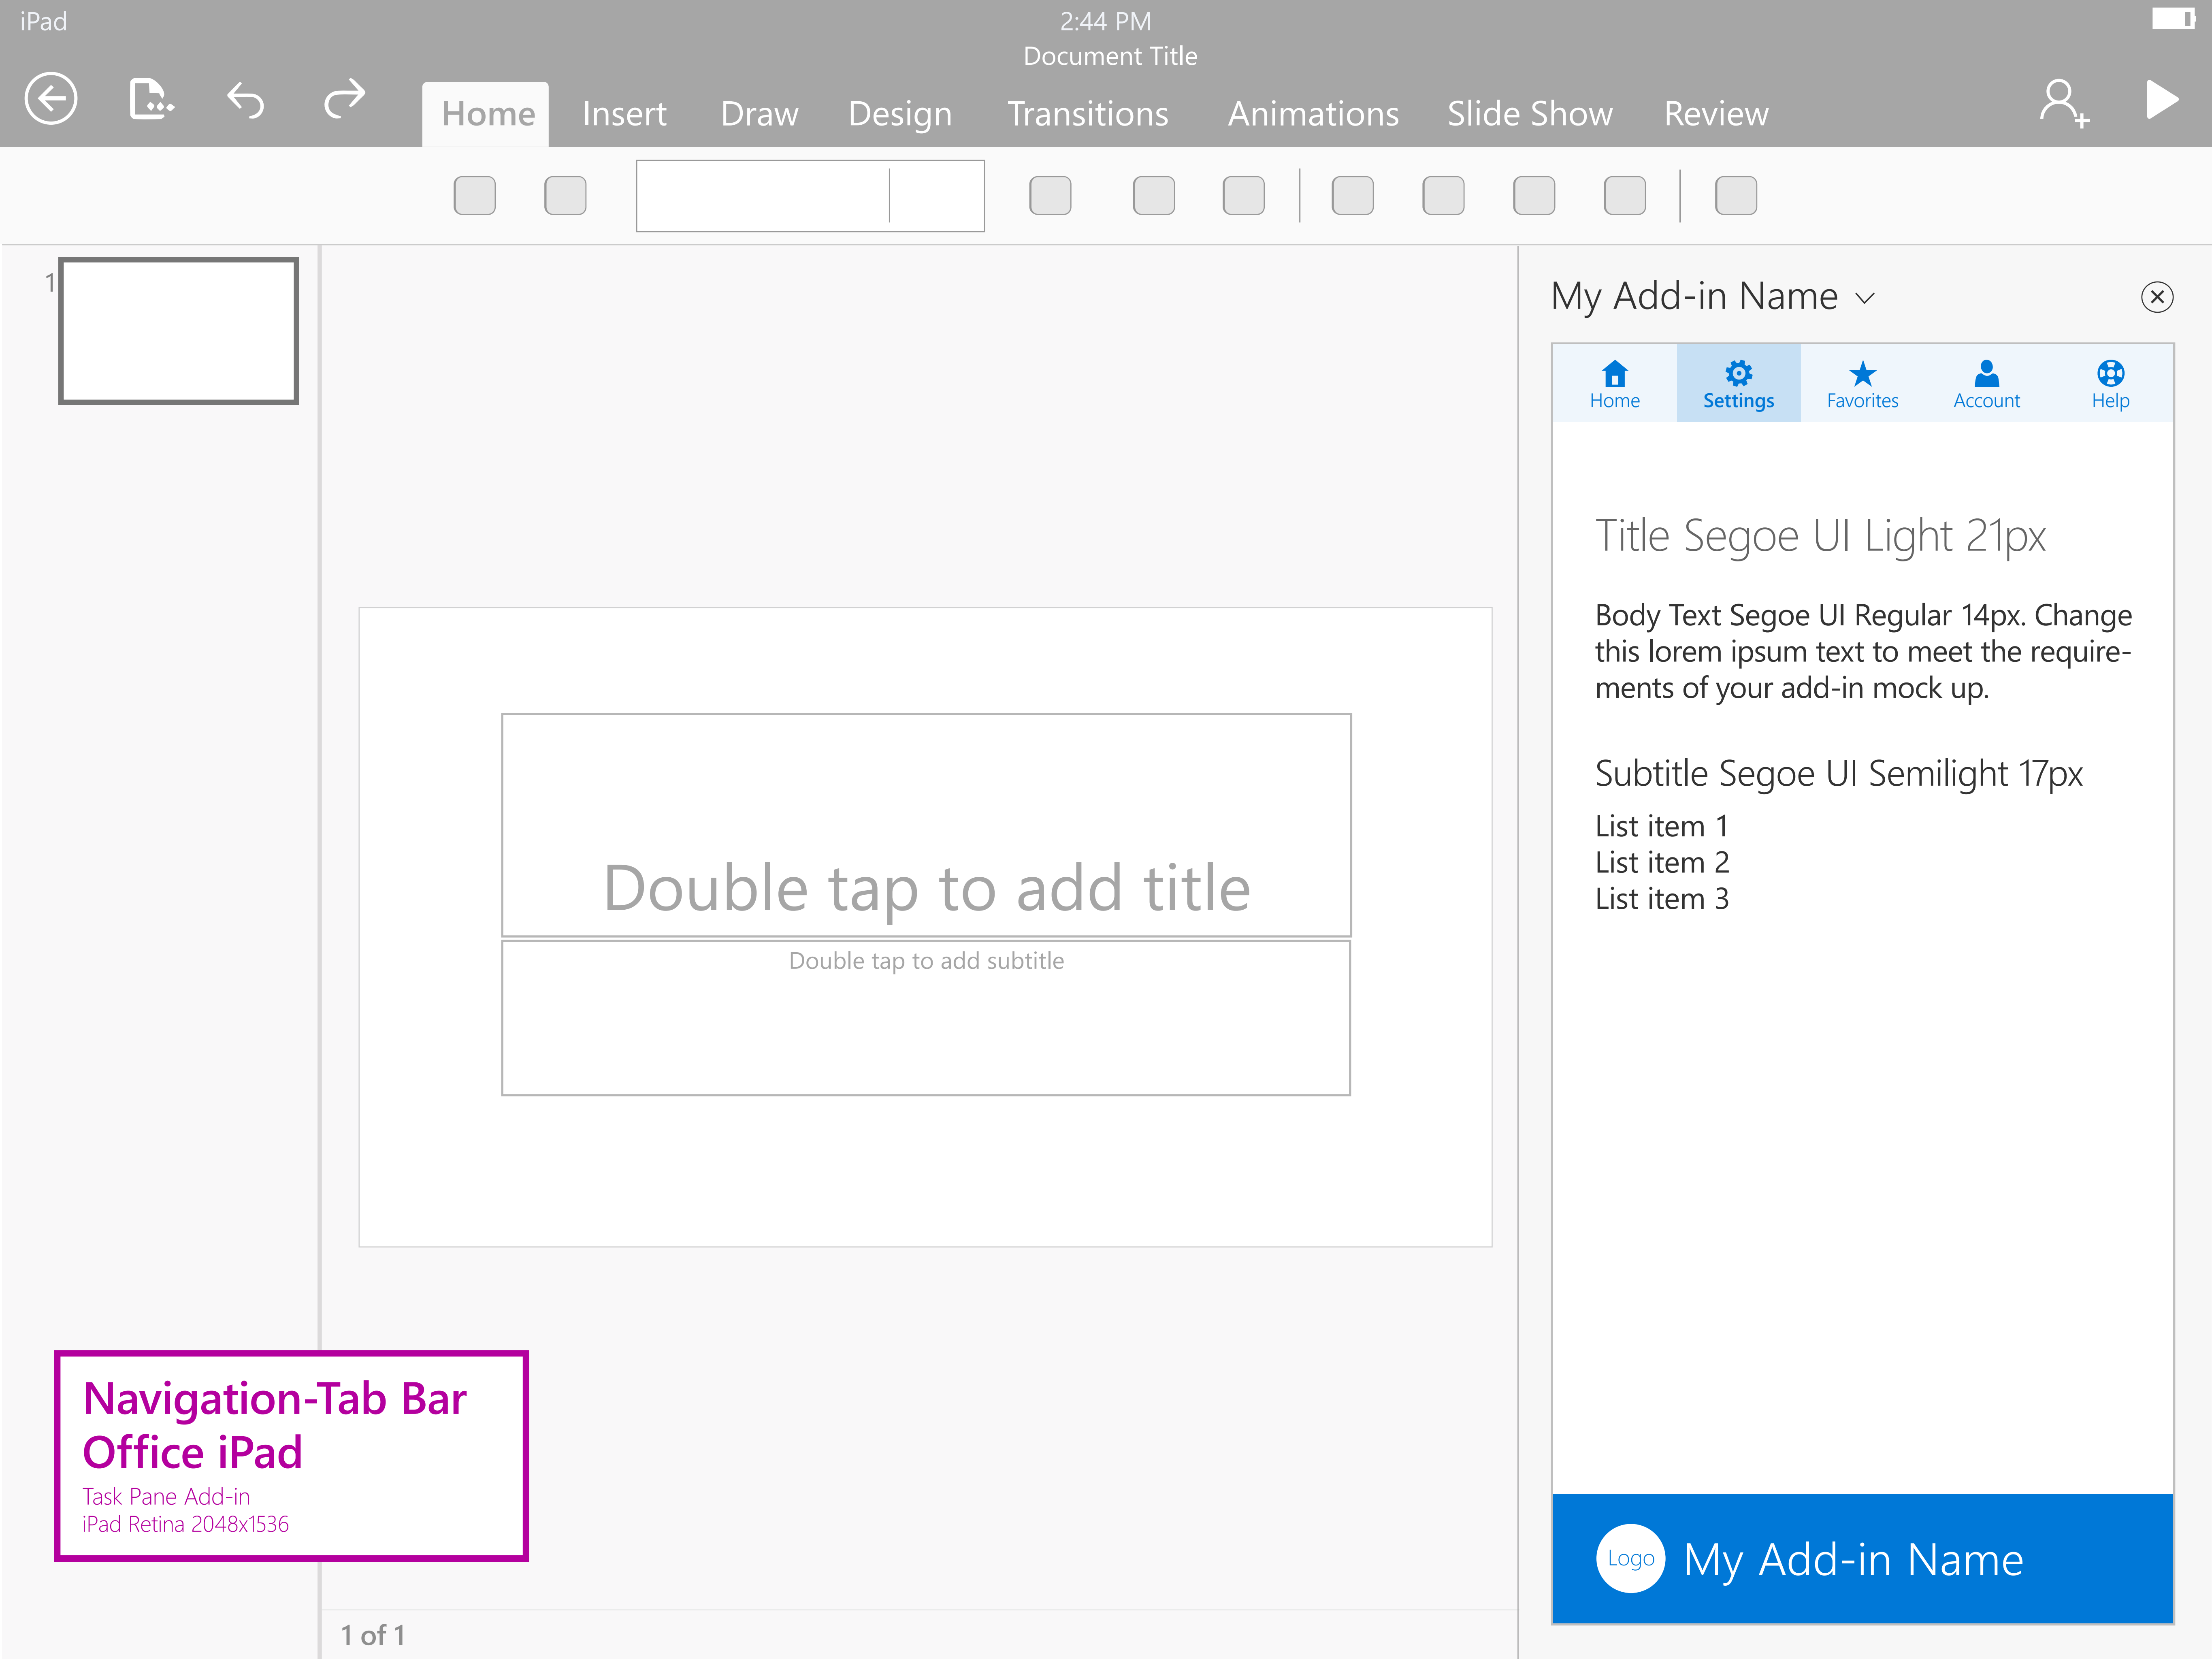 iPad
2:44 PM
Document Title
Home Insert Draw Design Transitions Animations Slide Show Review
1
My Add-in Name
Home Settings Favorites Account Help
Title Segoe UI Light 21px
Body Text Segoe UI Regular 14px. Change
this lorem ipsum text to meet the require-
ments of your add-in mock up.
Subtitle Segoe UI Semilight 17px
List item 1
List item 2
List item 3
Double tap to add title
Double tap to add subtitle
Navigation-Tab Bar
Office iPad
Task Pane Add-in
iPad Retina 2048x1536
Logo My Add-in Name
1 of 1